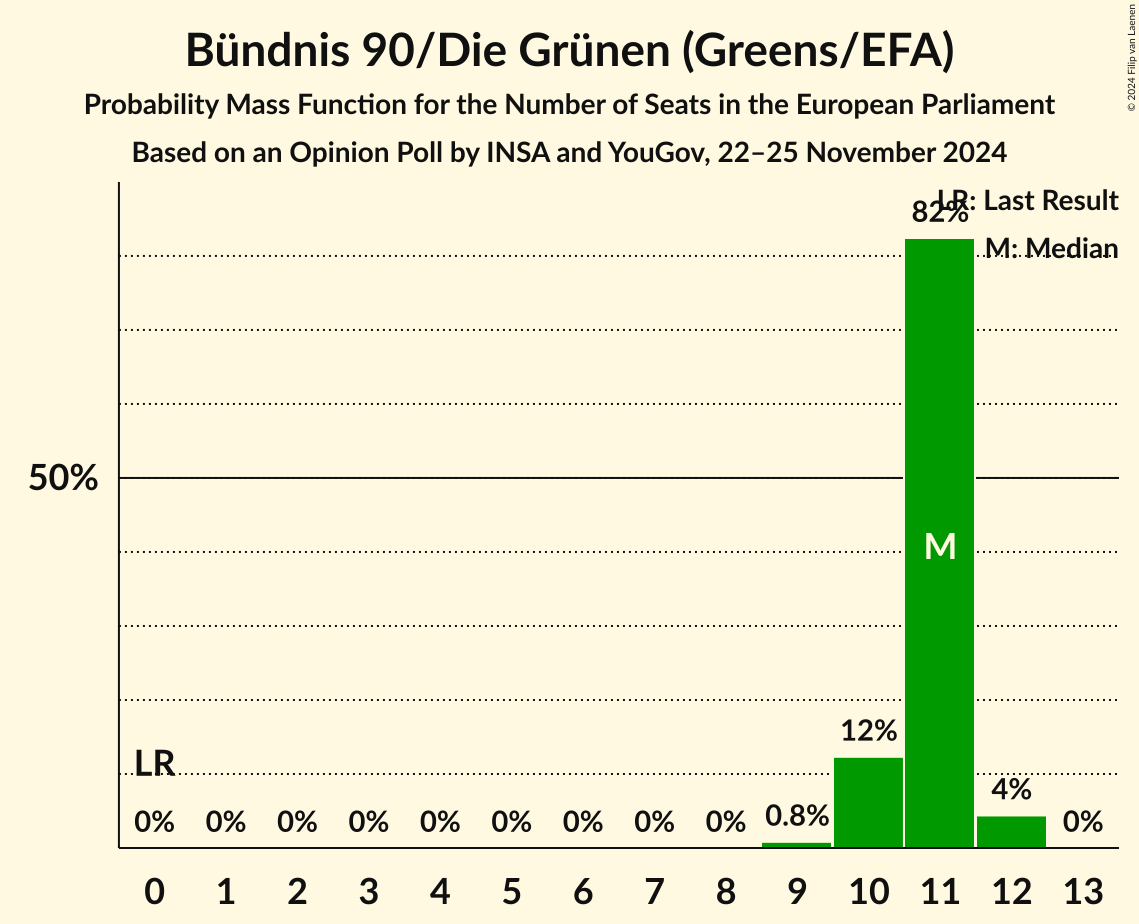 Bündnis 90/Die Grünen (Greens/EFA)
Probability Mass Function for the Number of Seats in the European Parliament
Based on an Opinion Poll by INSA and YouGov, 22–25 November 2024
© 2024 Filip van Laenen
LR: Last Result
82%
M: Median
50%
M
12%
LR
4%
0% 0% 0% 0% 0% 0% 0% 0% 0% 0.8% 0%
0 1 2 3 4 5 6 7 8 9 10 11 12 13